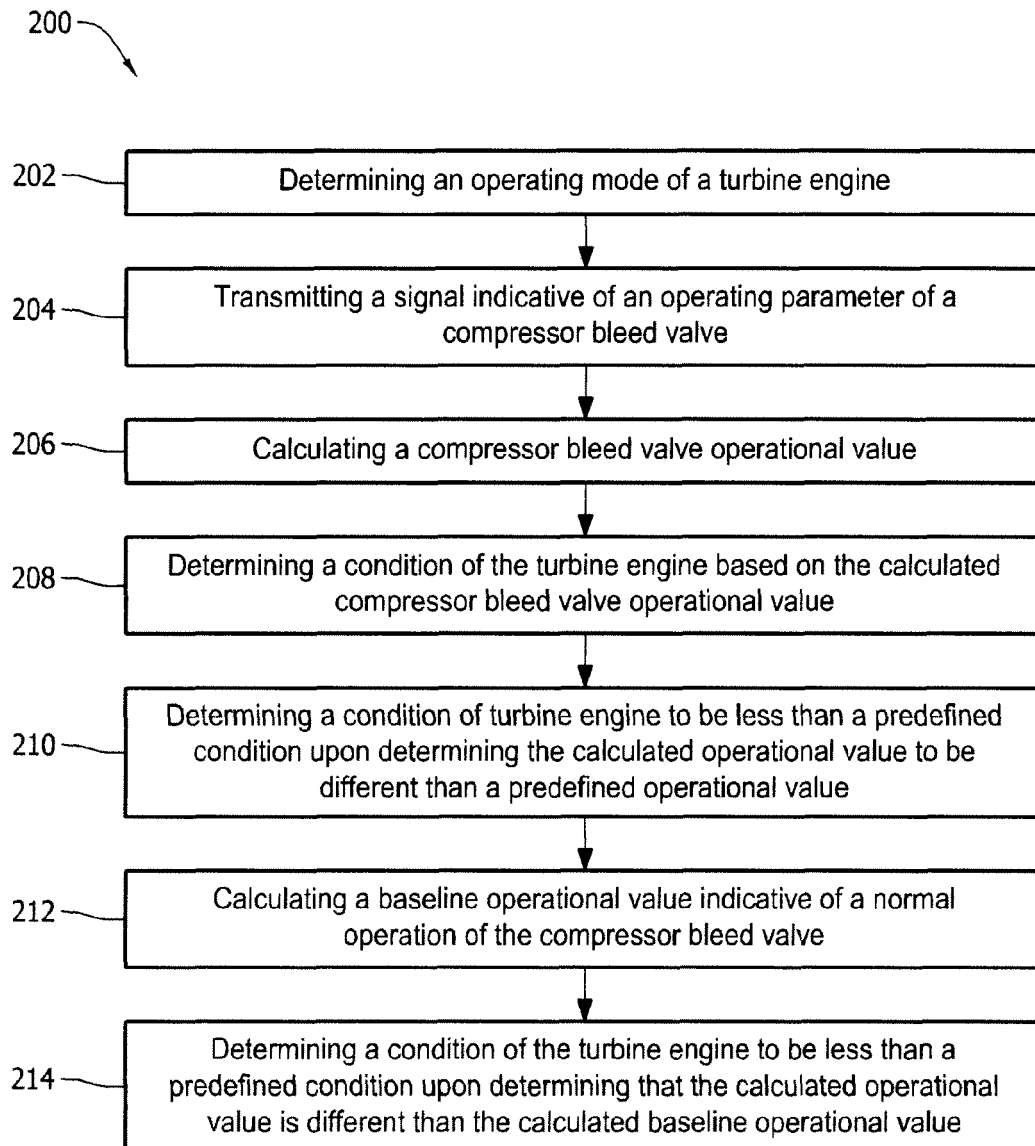 200
202
Determining an operating mode of a turbine engine
204
Transmitting a signal indicative of an operating parameter of a
compressor bleed valve
206
Calculating a compressor bleed valve operational value
208
Determining a condition of the turbine engine based on the calculated
compressor bleed valve operational value
210
Determining a condition of turbine engine to be less than a predefined
condition upon determining the calculated operational value to be
different than a predefined operational value
212
Calculating a baseline operational value indicative of a normal
operation of the compressor bleed valve
214
Determining a condition of the turbine engine to be less than a
predefined condition upon determining that the calculated operational
value is different than the calculated baseline operational value